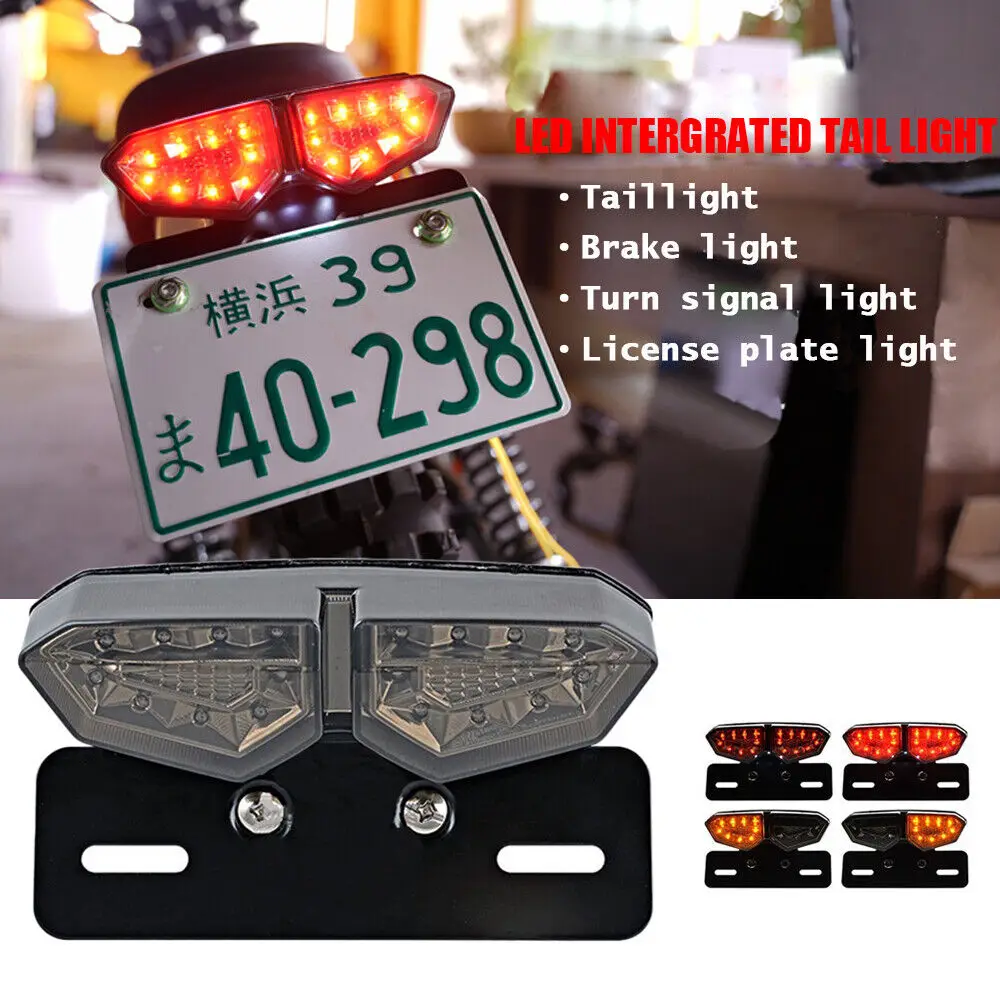 LED INTERGRATED TAIL LIGHT
• Taillight
• Brake light
• Turn signal light
• License plate light
横浜 39
ま 40-298